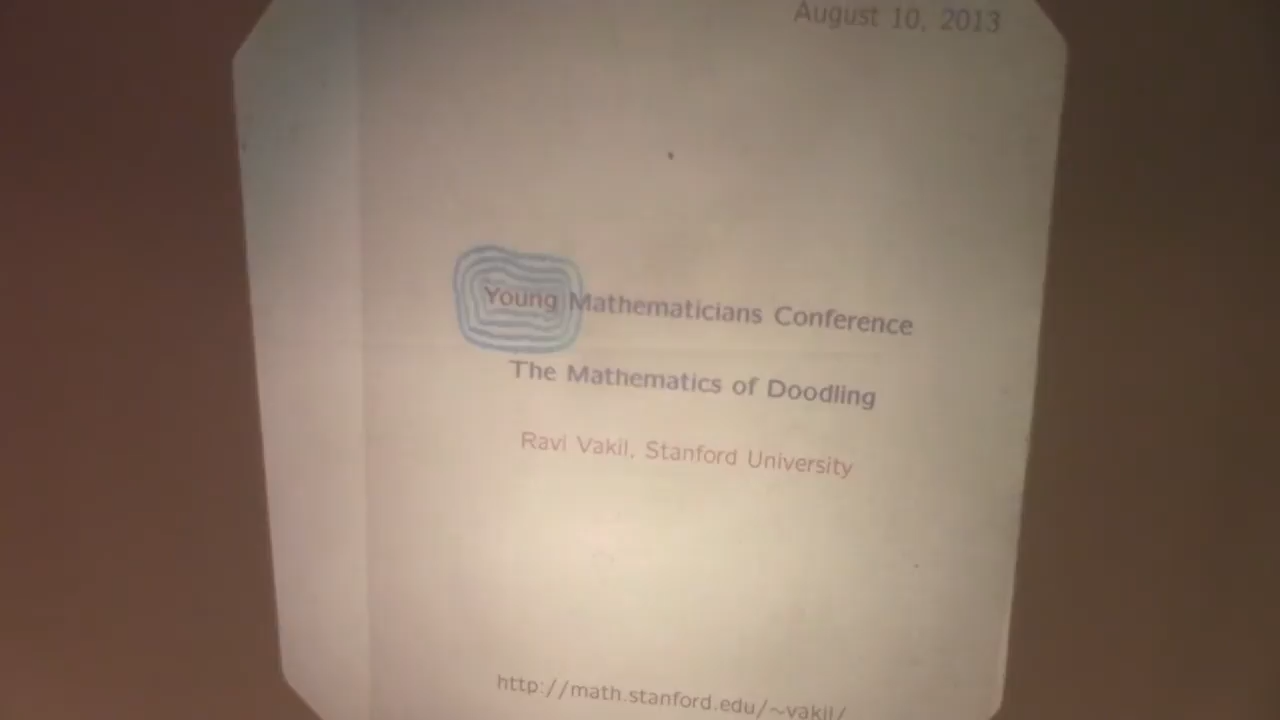 August 10, 2013
Young Mathematicians Conference
The Mathematics of Doodling
Ravi Vakil, Stanford University
http://math.stanford.edu/~vakil/